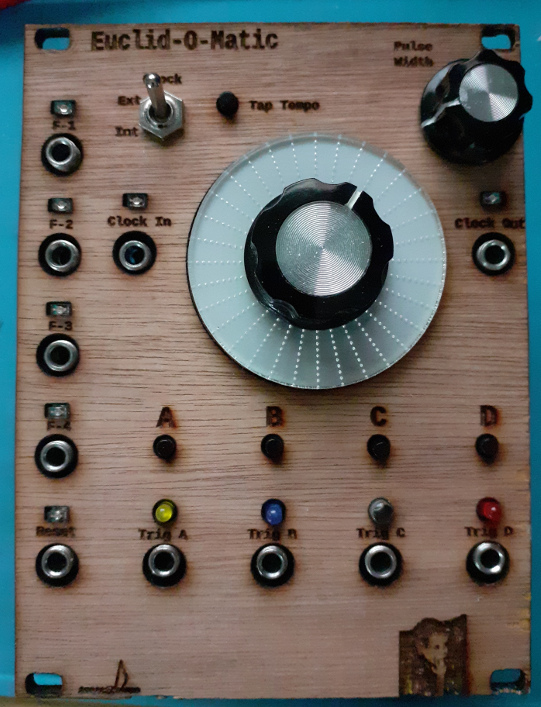 Euclid-O-Matic
Pulse
Width
Clock
Ext
Tap Tempo
Int
F-1
F-2
Clock In
Clock Out
F-3
F-4
A B C D
Reset
Trig A Trig B Trig C Trig D